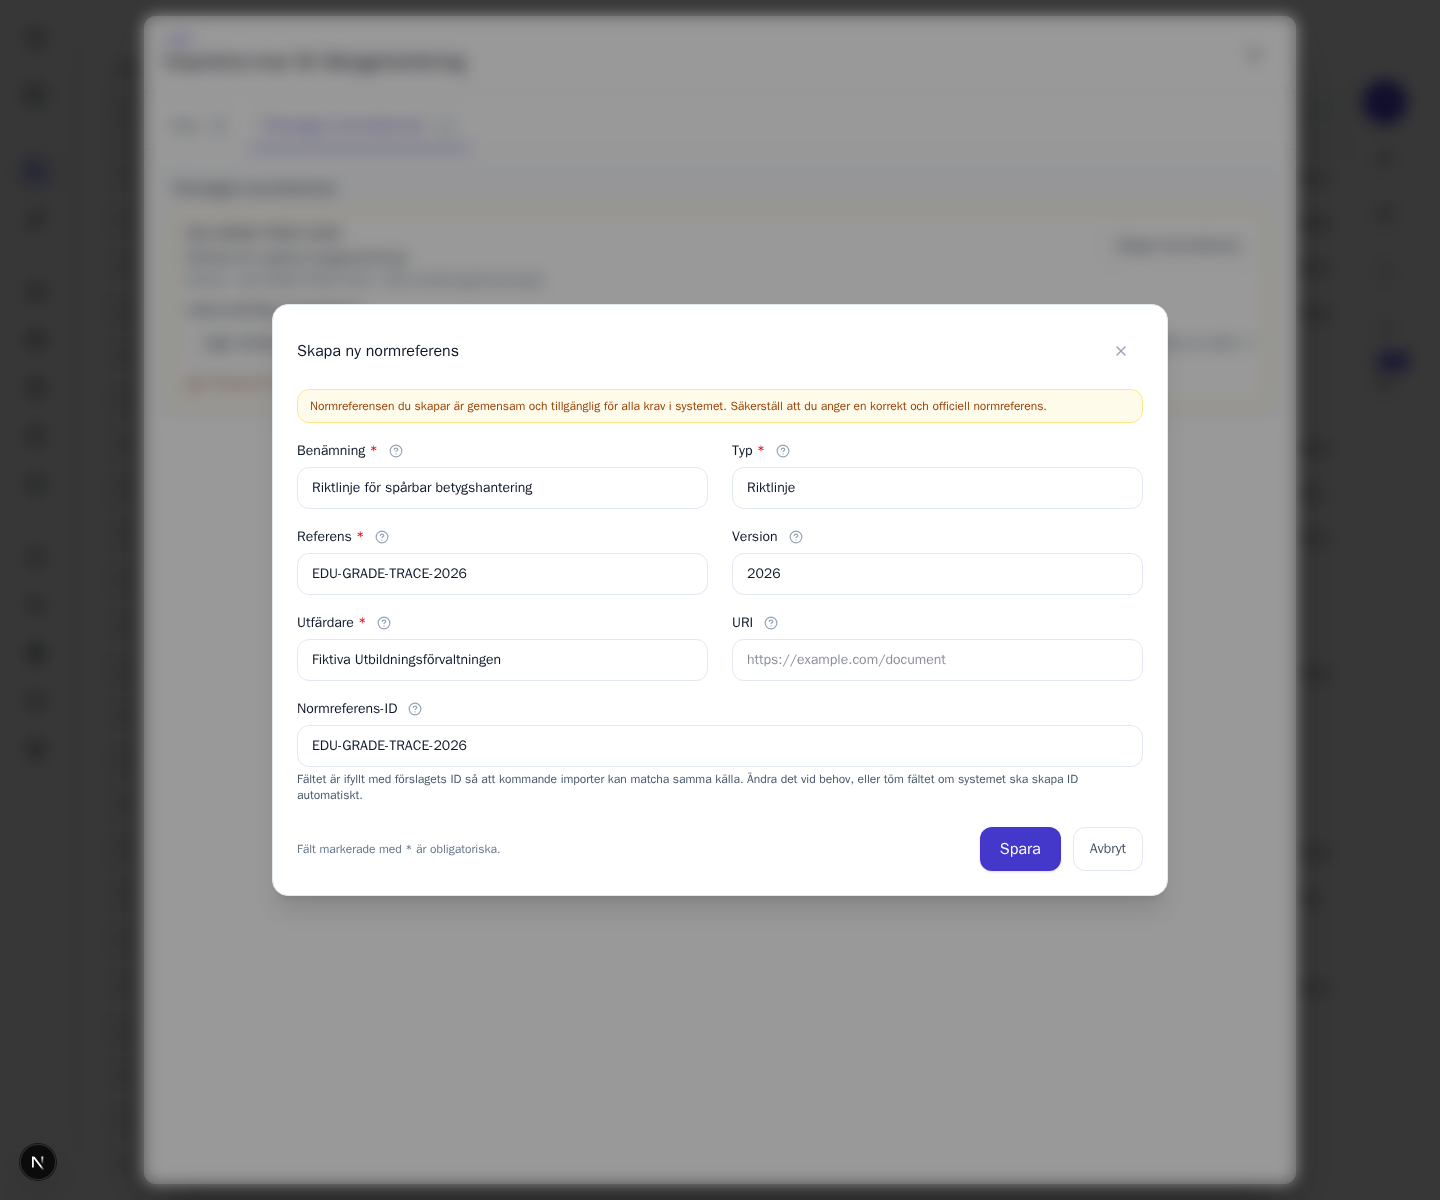 Skapa ny normreferens
Normreferensen du skapar är gemensam och tillgänglig för alla krav i systemet. Säkerställ att du anger en korrekt och officiell normreferens.
Benämning *
Typ *
Riktlinje för spårbar betygshantering
Riktlinje
Referens *
Version
EDU-GRADE-TRACE-2026
2026
Utfärdare *
URI
Fiktiva Utbildningsförvaltningen
https://example.com/document
Normreferens-ID
EDU-GRADE-TRACE-2026
Fältet är ifyllt med förslagets ID så att kommande importer kan matcha samma källa. Ändra det vid behov, eller töm fältet om systemet ska skapa ID
automatiskt.
Fält markerade med * är obligatoriska.
Spara
Avbryt
N